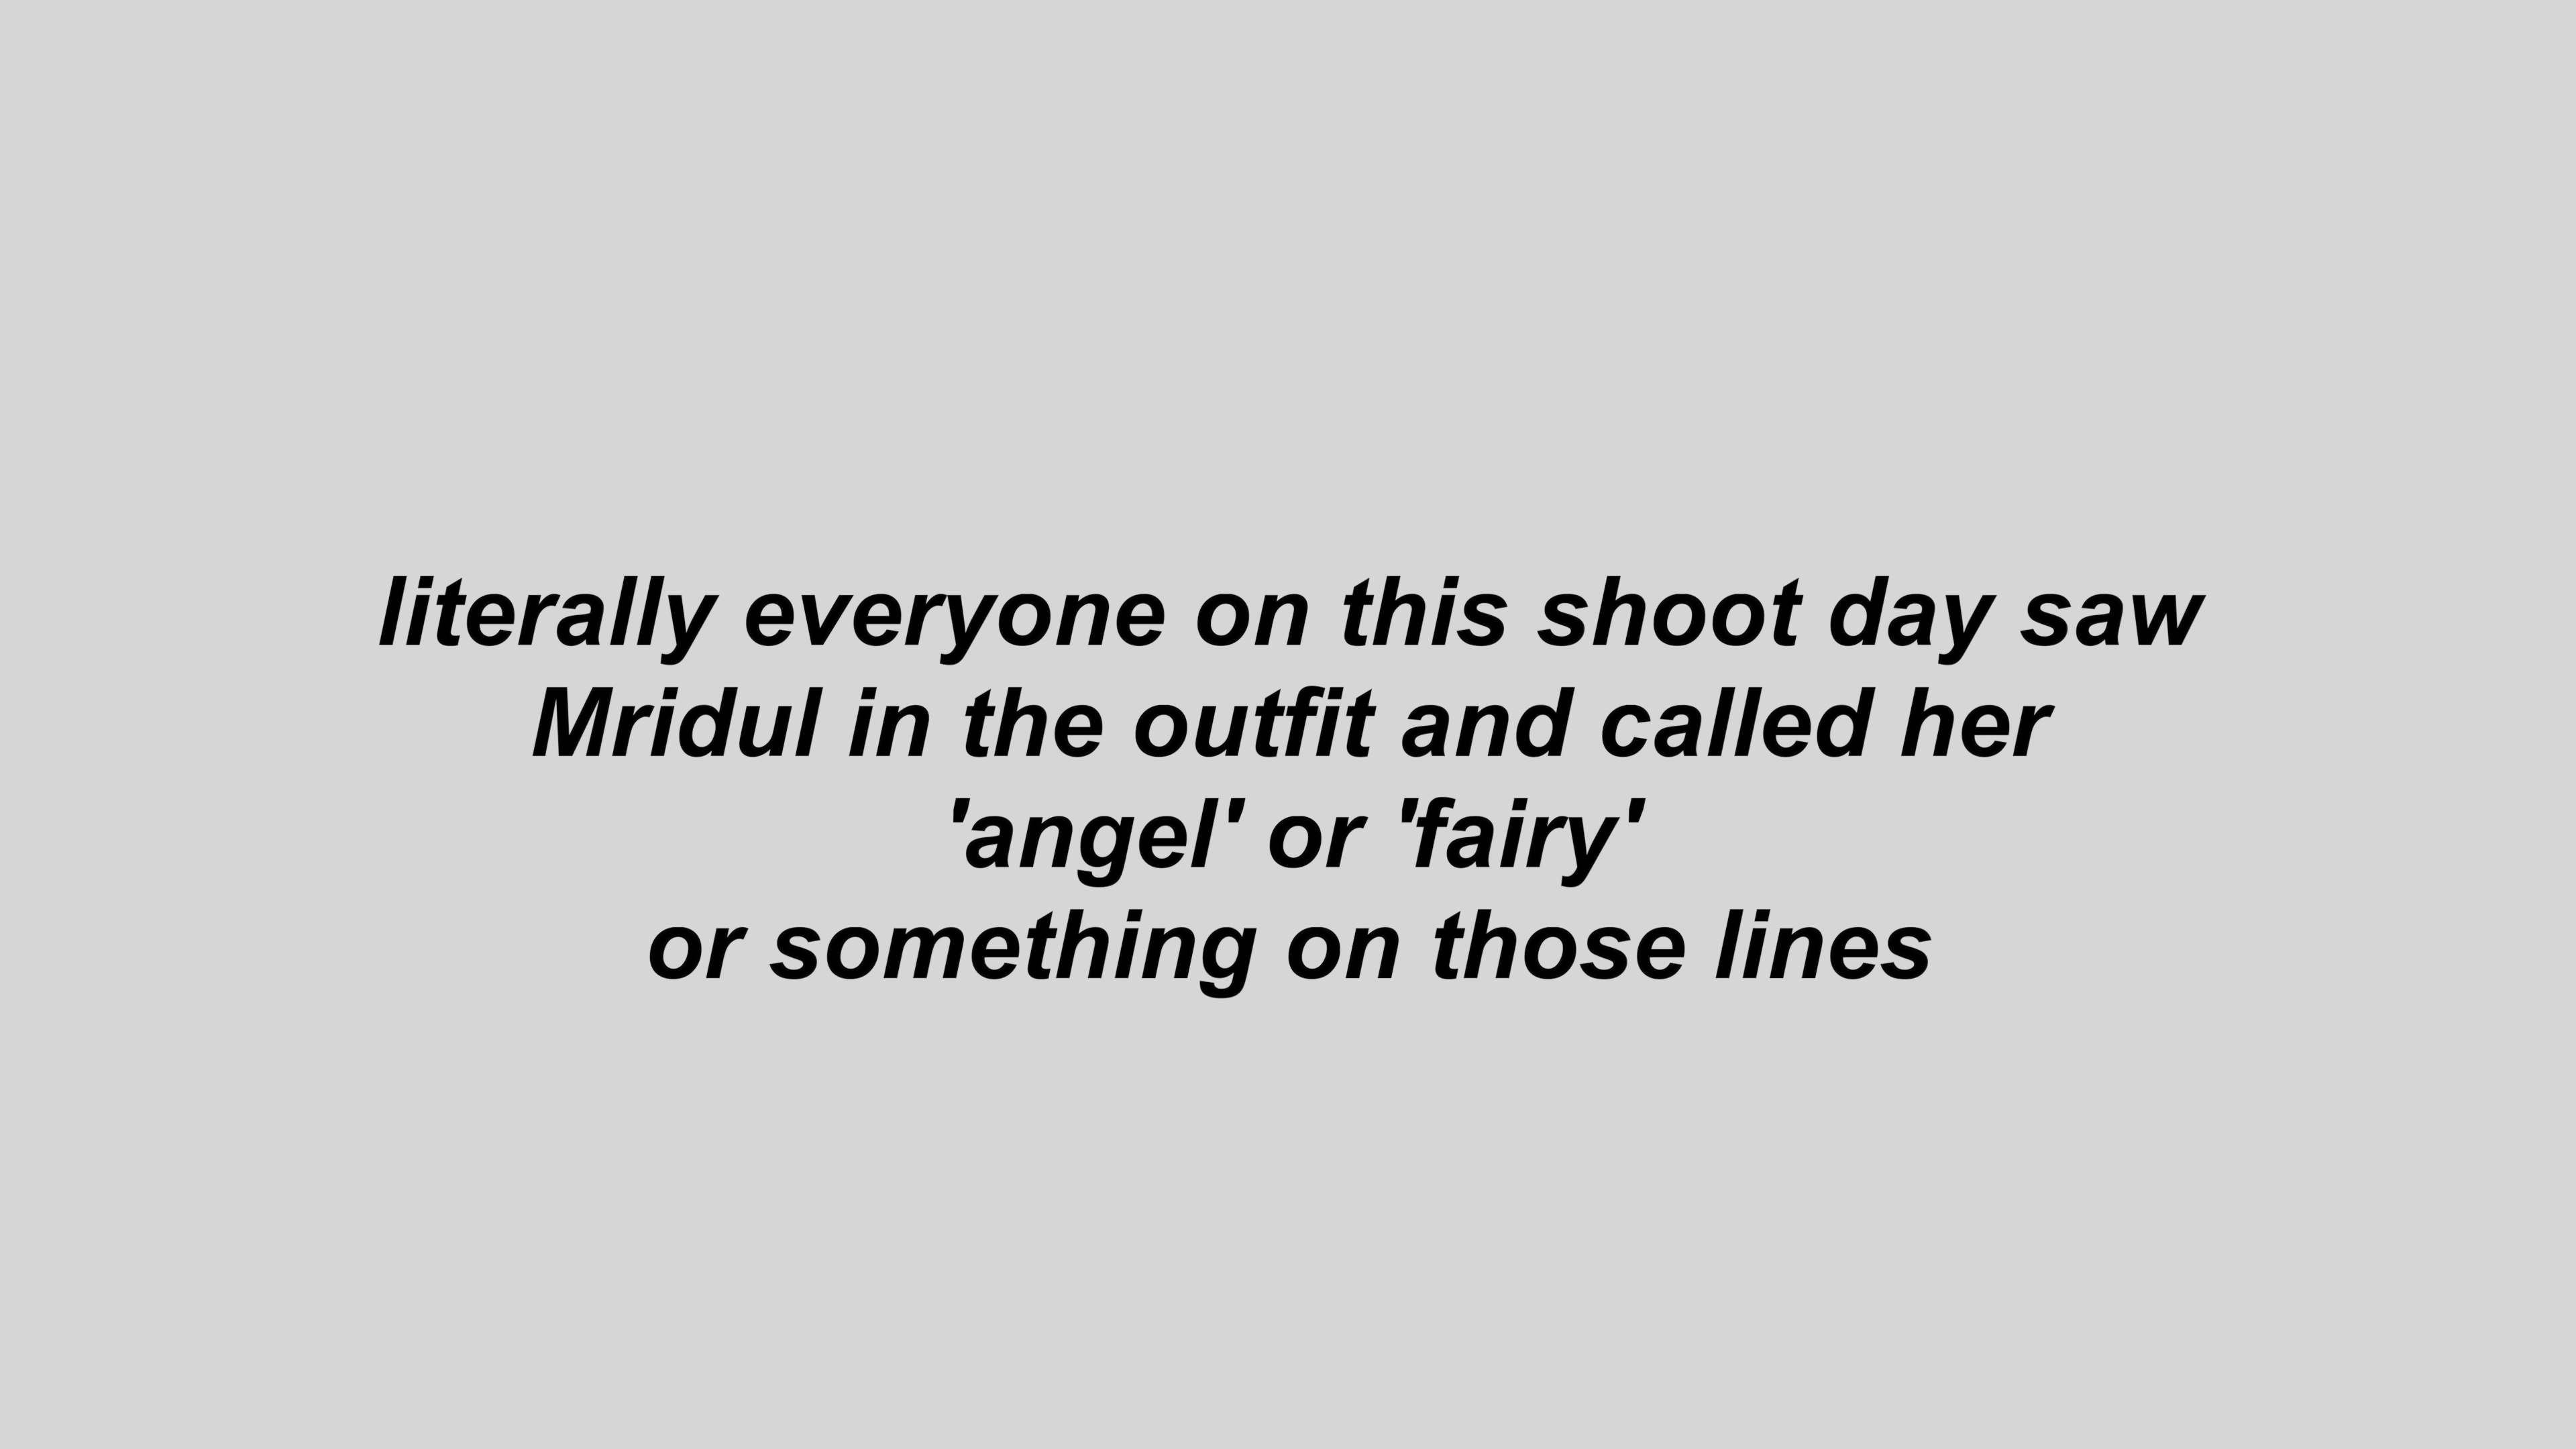 literally everyone on this shoot day saw
Mridul in the outfit and called her
'angel' or 'fairy'
or something on those lines